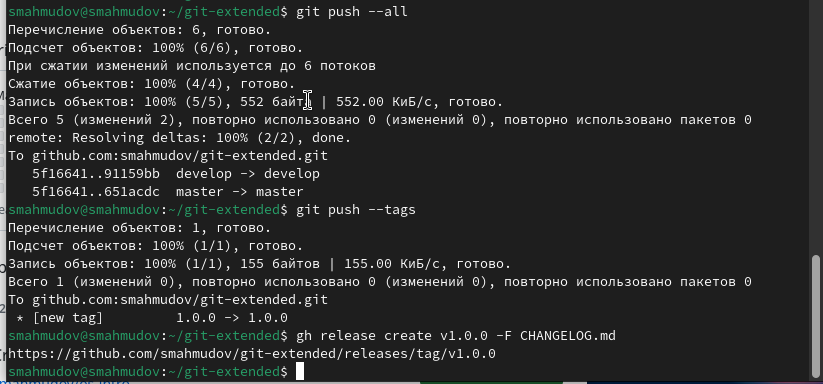 smahmudov@smahmudov:~/git-extended$ git push --all
Перечисление объектов: 6, готово.
Подсчет объектов: 100% (6/6), готово.
При сжатии изменений используется до 6 потоков
Сжатие объектов: 100% (4/4), готово.
Запись объектов: 100% (5/5), 552 байта | 552.00 КиБ/с, готово.
Всего 5 (изменений 2), повторно использовано 0 (изменений 0), повторно использовано пакетов 0
remote: Resolving deltas: 100% (2/2), done.
To github.com:smahmudov/git-extended.git
   5f16641..91159bb  develop -> develop
   5f16641..651acdc  master -> master
smahmudov@smahmudov:~/git-extended$ git push --tags
Перечисление объектов: 1, готово.
Подсчет объектов: 100% (1/1), готово.
Запись объектов: 100% (1/1), 155 байтов | 155.00 КиБ/с, готово.
Всего 1 (изменений 0), повторно использовано 0 (изменений 0), повторно использовано пакетов 0
To github.com:smahmudov/git-extended.git
 * [new tag]         1.0.0 -> 1.0.0
smahmudov@smahmudov:~/git-extended$ gh release create v1.0.0 -F CHANGELOG.md
https://github.com/smahmudov/git-extended/releases/tag/v1.0.0
smahmudov@smahmudov:~/git-extended$